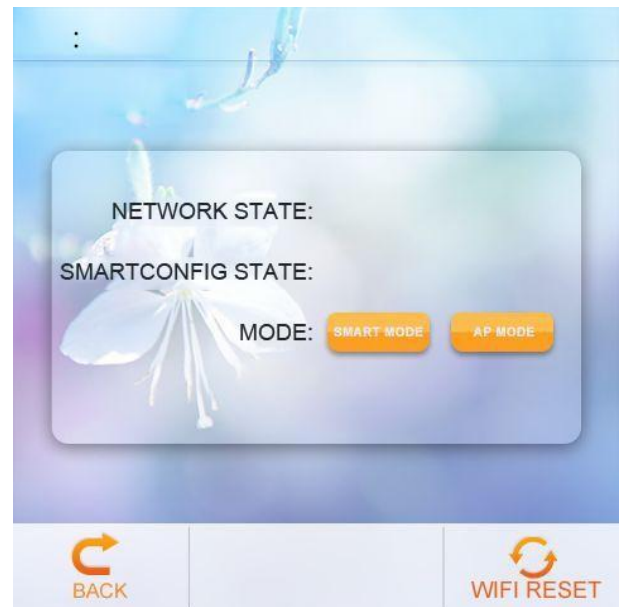 :
NETWORK STATE:
SMARTCONFIG STATE:
MODE: SMART MODE AP MODE
BACK WIFI RESET